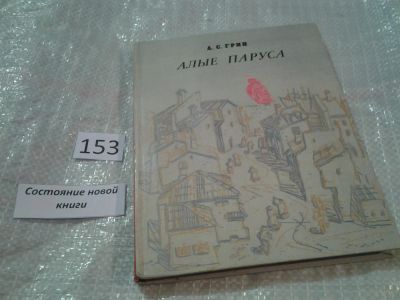 А. С. ГРИН
АЛЫЕ ПАРУСА
153
Состояние новой
книги